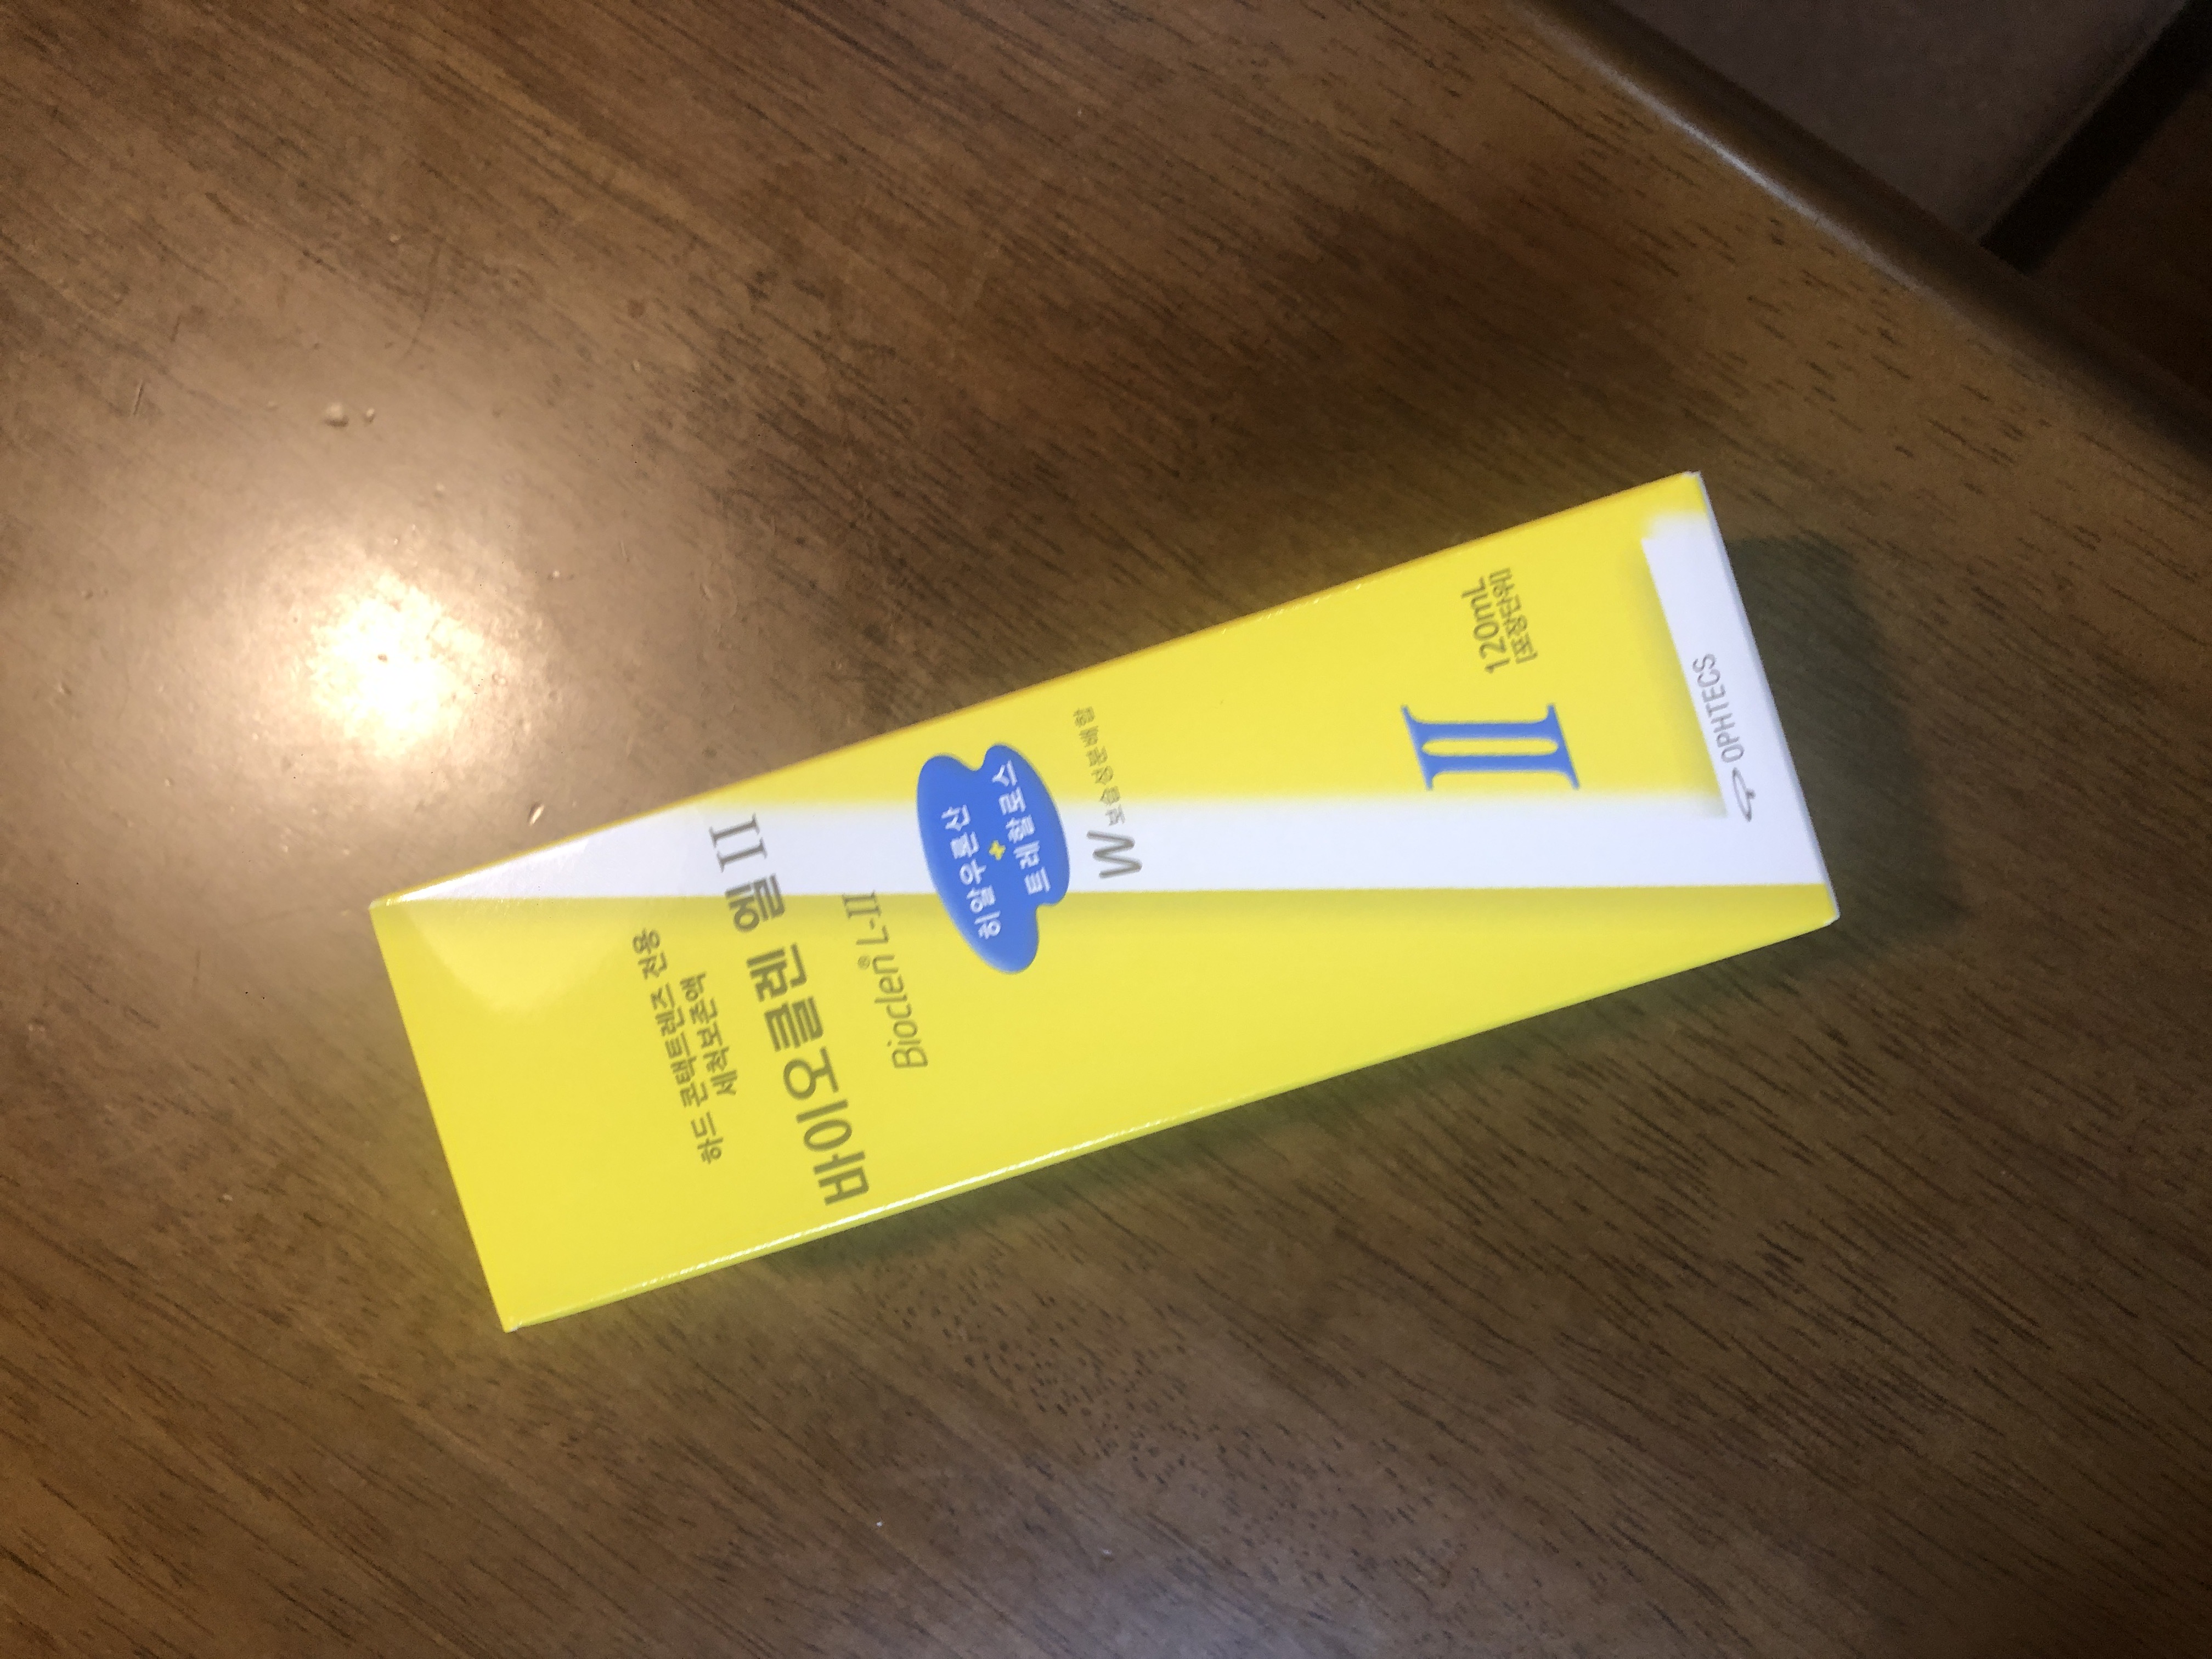 하드 콘택트렌즈 전용
세척보존액
바이오클렌 엘 II
Bioclen® L-II
히알우론산
+
트레할로스
W 보습성분배합
II
120mL
[포장단위]
OPHTECS